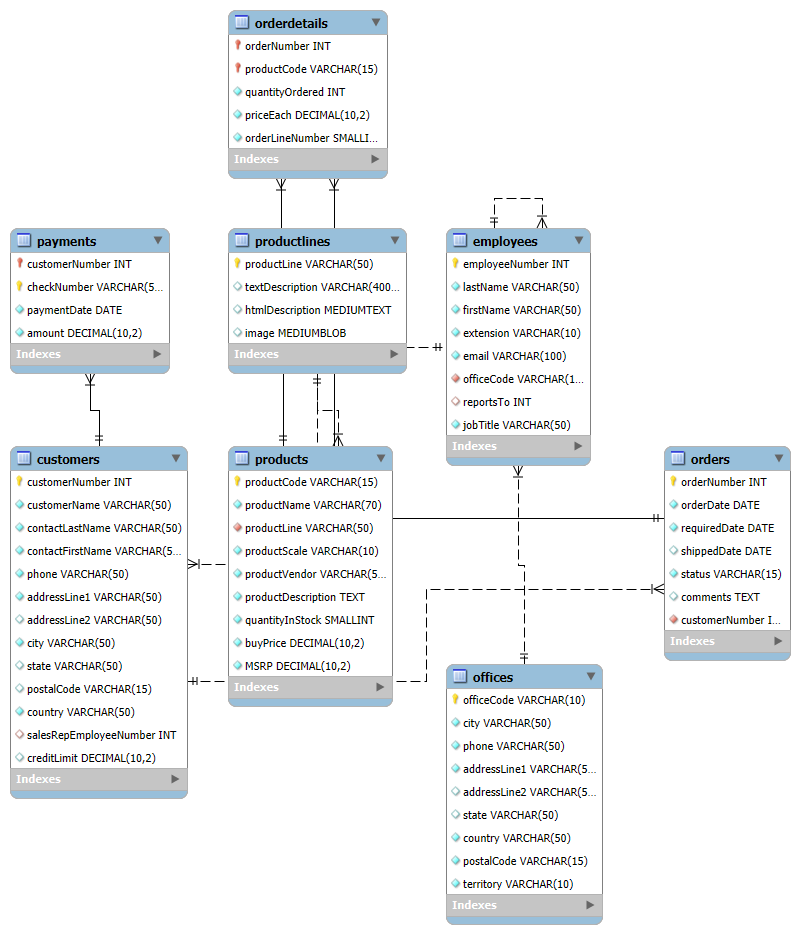 orderdetails
orderNumber INT
productCode VARCHAR(15)
quantityOrdered INT
priceEach DECIMAL(10,2)
orderLineNumber SMALLI...
Indexes
payments
customerNumber INT
checkNumber VARCHAR(5...
paymentDate DATE
amount DECIMAL(10,2)
Indexes
productlines
productLine VARCHAR(50)
textDescription VARCHAR(400...
htmlDescription MEDIUMTEXT
image MEDIUMBLOB
Indexes
employees
employeeNumber INT
lastName VARCHAR(50)
firstName VARCHAR(50)
extension VARCHAR(10)
email VARCHAR(100)
officeCode VARCHAR(1...
reportsTo INT
jobTitle VARCHAR(50)
Indexes
customers
customerNumber INT
customerName VARCHAR(50)
contactLastName VARCHAR(50)
contactFirstName VARCHAR(5...
phone VARCHAR(50)
addressLine1 VARCHAR(50)
addressLine2 VARCHAR(50)
city VARCHAR(50)
state VARCHAR(50)
postalCode VARCHAR(15)
country VARCHAR(50)
salesRepEmployeeNumber INT
creditLimit DECIMAL(10,2)
Indexes
products
productCode VARCHAR(15)
productName VARCHAR(70)
productLine VARCHAR(50)
productScale VARCHAR(10)
productVendor VARCHAR(5...
productDescription TEXT
quantityInStock SMALLINT
buyPrice DECIMAL(10,2)
MSRP DECIMAL(10,2)
Indexes
orders
orderNumber INT
orderDate DATE
requiredDate DATE
shippedDate DATE
status VARCHAR(15)
comments TEXT
customerNumber I...
Indexes
offices
officeCode VARCHAR(10)
city VARCHAR(50)
phone VARCHAR(50)
addressLine1 VARCHAR(5...
addressLine2 VARCHAR(5...
state VARCHAR(50)
country VARCHAR(50)
postalCode VARCHAR(15)
territory VARCHAR(10)
Indexes